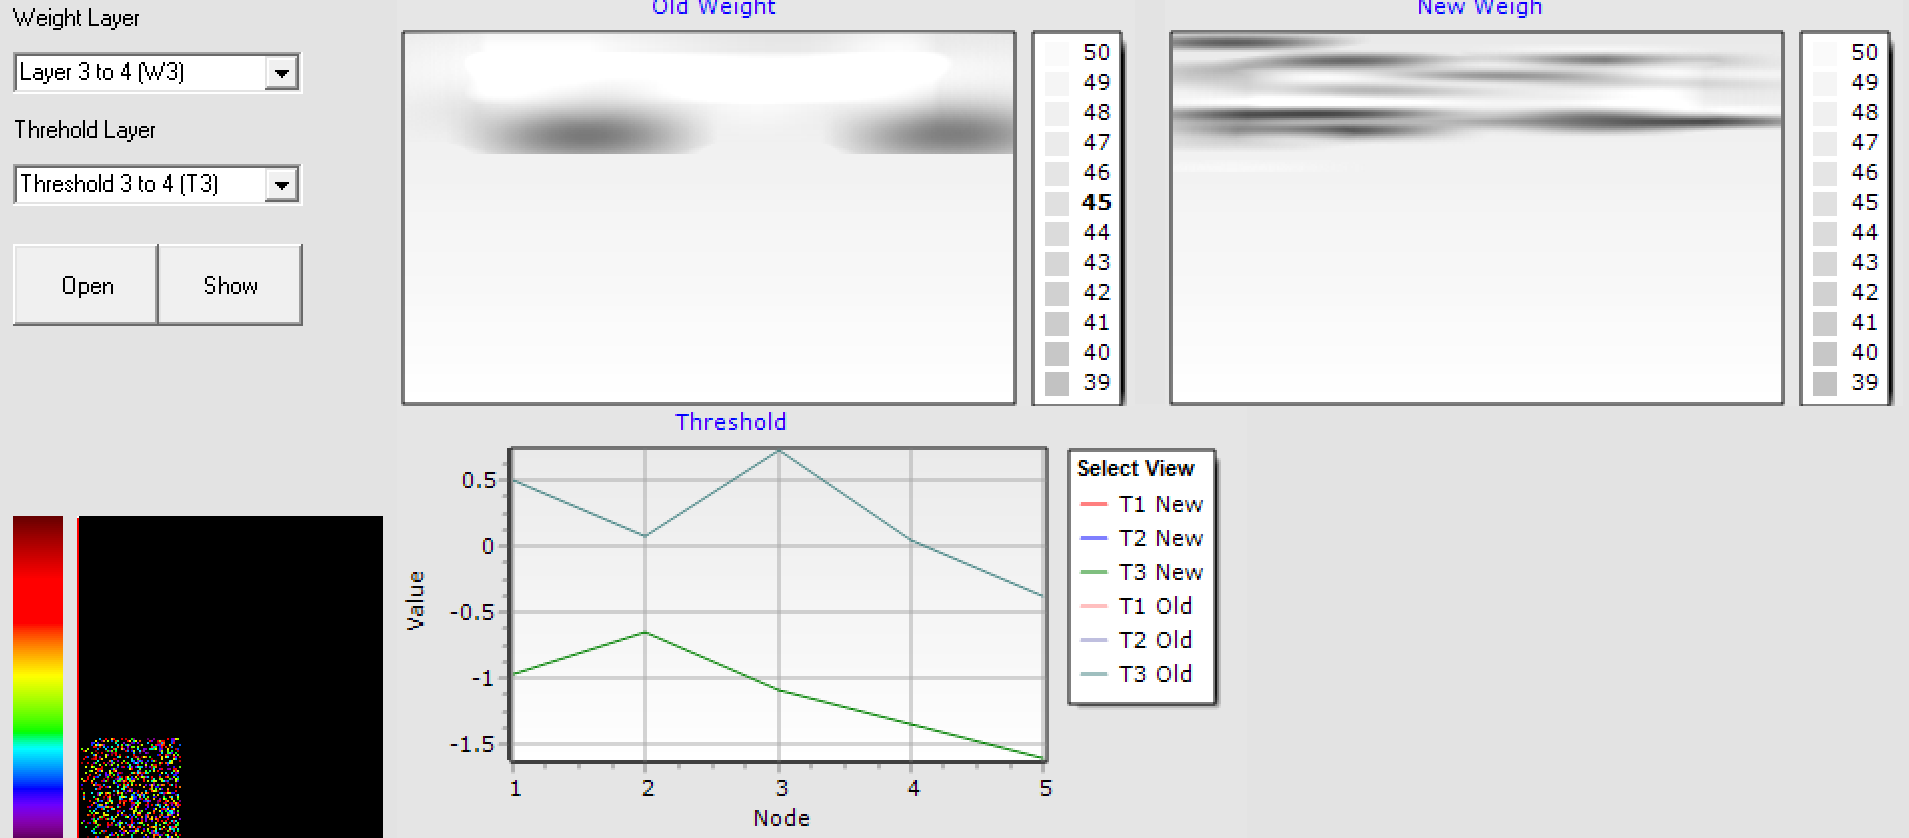 Weight Layer
Layer 3 to 4 (W3)
Threhold Layer
Threshold 3 to 4 (T3)
Open
Show
Old Weight
50
49
48
47
46
45
44
43
42
41
40
39
New Weigh
50
49
48
47
46
45
44
43
42
41
40
39
Threshold
Value
0.5
0
-0.5
-1
-1.5
1
2
3
4
5
Node
Select View
T1 New
T2 New
T3 New
T1 Old
T2 Old
T3 Old